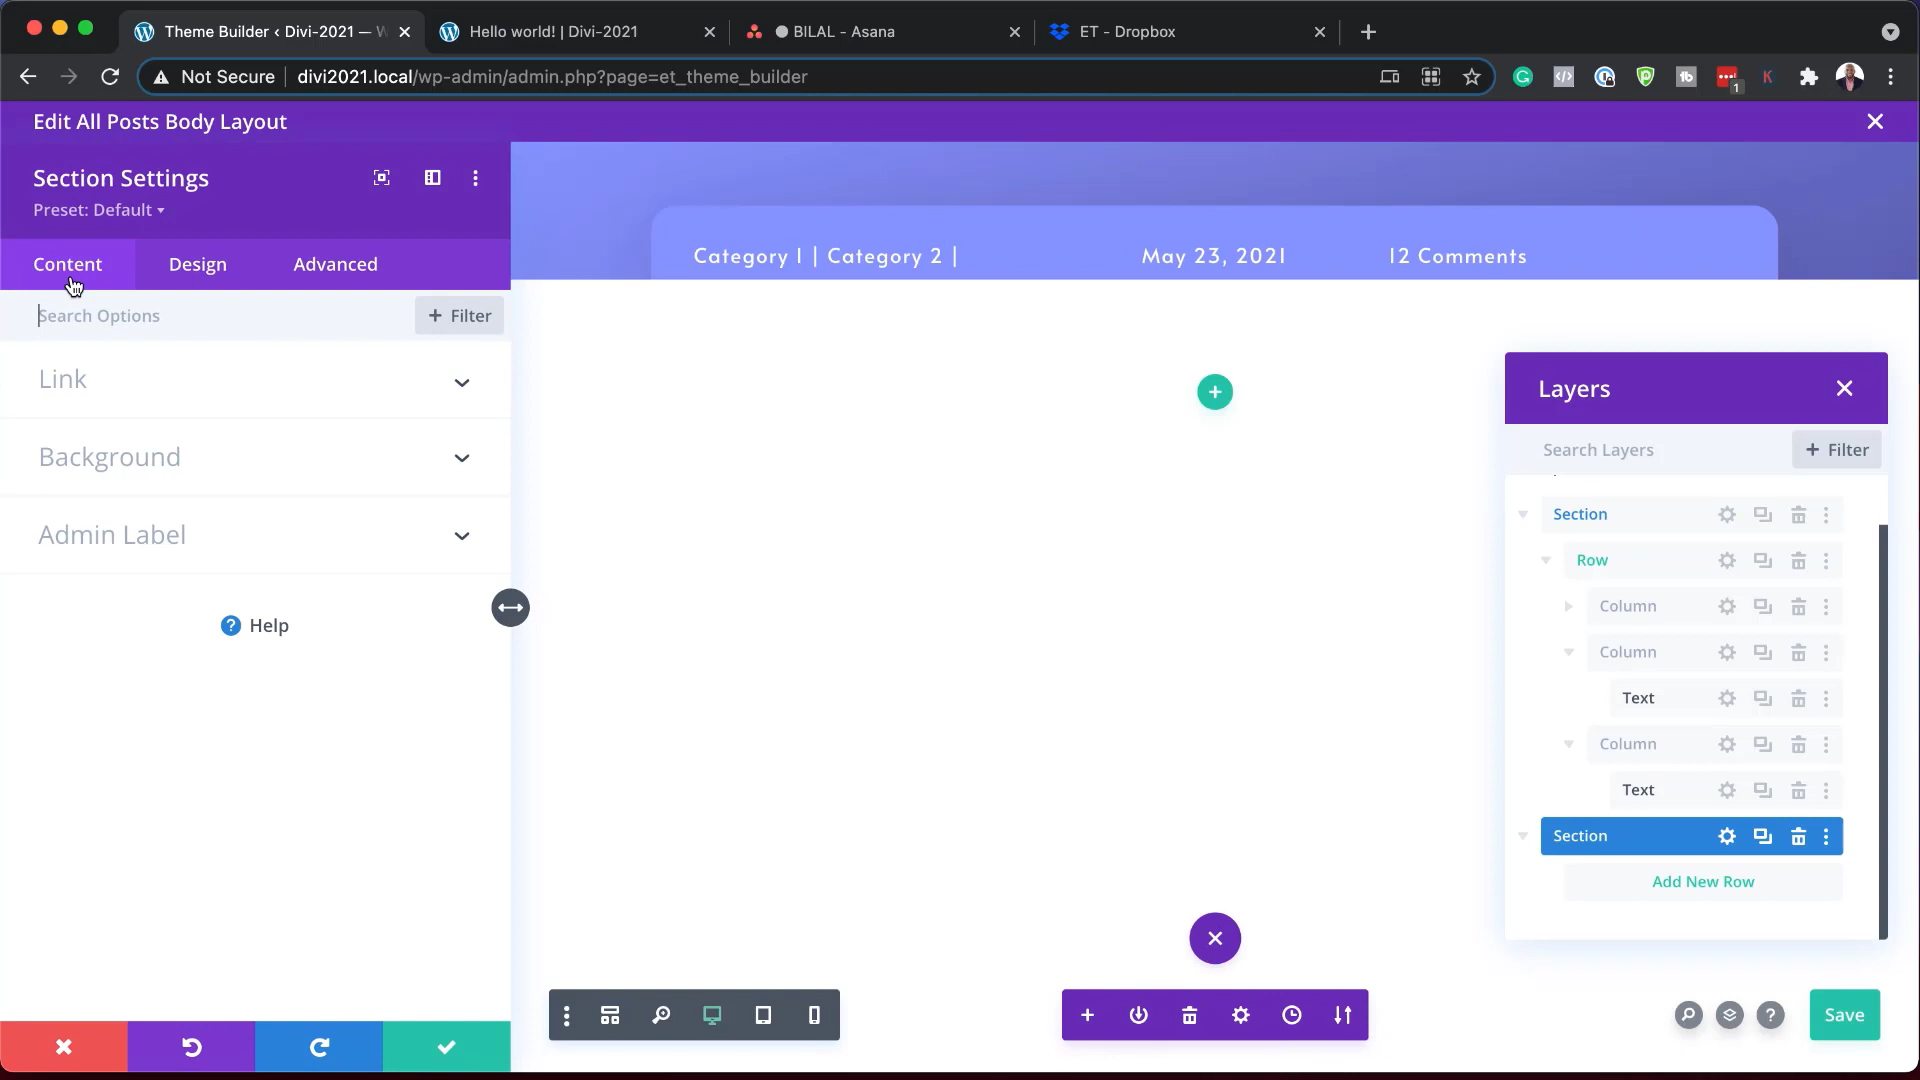 Theme Builder ‹ Divi-2021 — W
Hello world! | Divi-2021
BILAL - Asana
ET - Dropbox
Not Secure
divi2021.local/wp-admin/admin.php?page=et_theme_builder
1
Edit All Posts Body Layout
Section Settings
Preset: Default
Content
Design
Advanced
Search Options
+ Filter
Link
Background
Admin Label
? Help
Category 1 | Category 2 |
May 23, 2021
12 Comments
Layers
Search Layers
+ Filter
Section
Row
Column
Column
Text
Column
Text
Section
Add New Row
Save